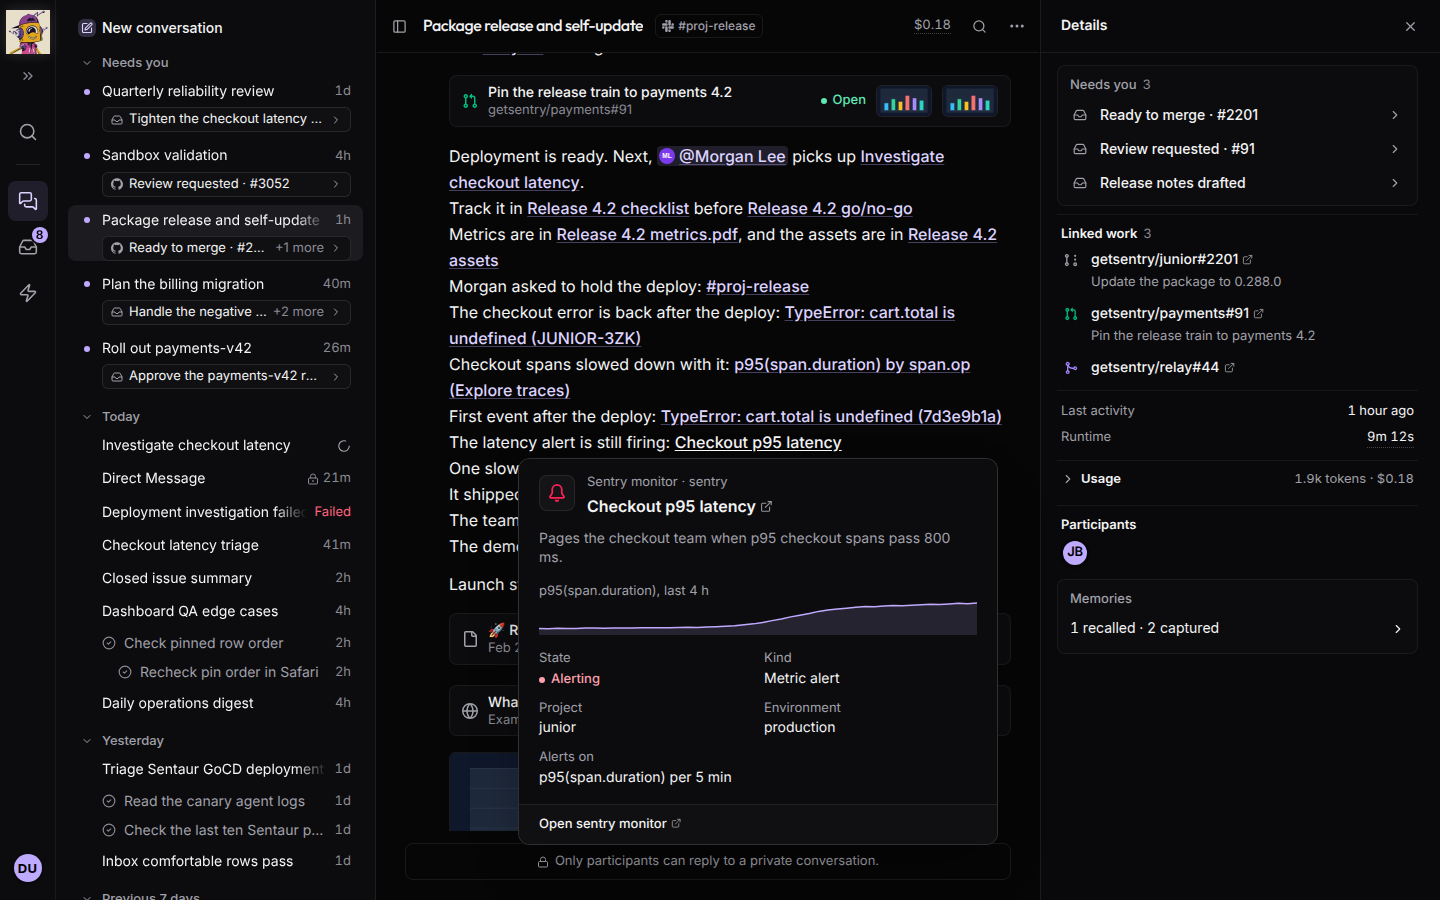 New conversation
Needs you
Quarterly reliability review 1d
Tighten the checkout latency ...
Sandbox validation 4h
Review requested · #3052
Package release and self-update 1h
Ready to merge · #2... +1 more
Plan the billing migration 40m
Handle the negative ... +2 more
Roll out payments-v42 26m
Approve the payments-v42 r...
Today
Investigate checkout latency
Direct Message 21m
Deployment investigation failed Failed
Checkout latency triage 41m
Closed issue summary 2h
Dashboard QA edge cases 4h
Check pinned row order 2h
Recheck pin order in Safari 2h
Daily operations digest 4h
Yesterday
Triage Sentaur GoCD deployment 1d
Read the canary agent logs 1d
Check the last ten Sentaur p... 1d
Inbox comfortable rows pass 1d
Previous 7 days
8
DU
Package release and self-update #proj-release $0.18
Pin the release train to payments 4.2
getsentry/payments#91
Open
Deployment is ready. Next, ML @Morgan Lee picks up Investigate
checkout latency.
Track it in Release 4.2 checklist before Release 4.2 go/no-go
Metrics are in Release 4.2 metrics.pdf, and the assets are in Release 4.2
assets
Morgan asked to hold the deploy: #proj-release
The checkout error is back after the deploy: TypeError: cart.total is
undefined (JUNIOR-3ZK)
Checkout spans slowed down with it: p95(span.duration) by span.op
(Explore traces)
First event after the deploy: TypeError: cart.total is undefined (7d3e9b1a)
The latency alert is still firing: Checkout p95 latency
One slow
It shipped
The team
The dem
Launch s
Feb 2
Wha
Exam
Sentry monitor · sentry
Checkout p95 latency
Pages the checkout team when p95 checkout spans pass 800
ms.
p95(span.duration), last 4 h
State Kind
Alerting Metric alert
Project Environment
junior production
Alerts on
p95(span.duration) per 5 min
Open sentry monitor
Only participants can reply to a private conversation.
Details
Needs you 3
Ready to merge · #2201
Review requested · #91
Release notes drafted
Linked work 3
getsentry/junior#2201
Update the package to 0.288.0
getsentry/payments#91
Pin the release train to payments 4.2
getsentry/relay#44
Last activity 1 hour ago
Runtime 9m 12s
Usage 1.9k tokens · $0.18
Participants
JB
Memories
1 recalled · 2 captured